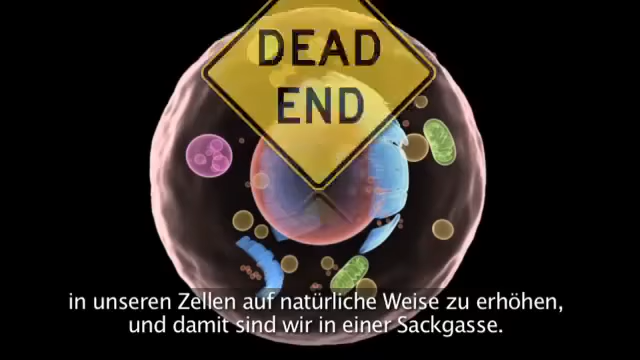 DEAD
END
in unseren Zellen auf natürliche Weise zu erhöhen,
und damit sind wir in einer Sackgasse.